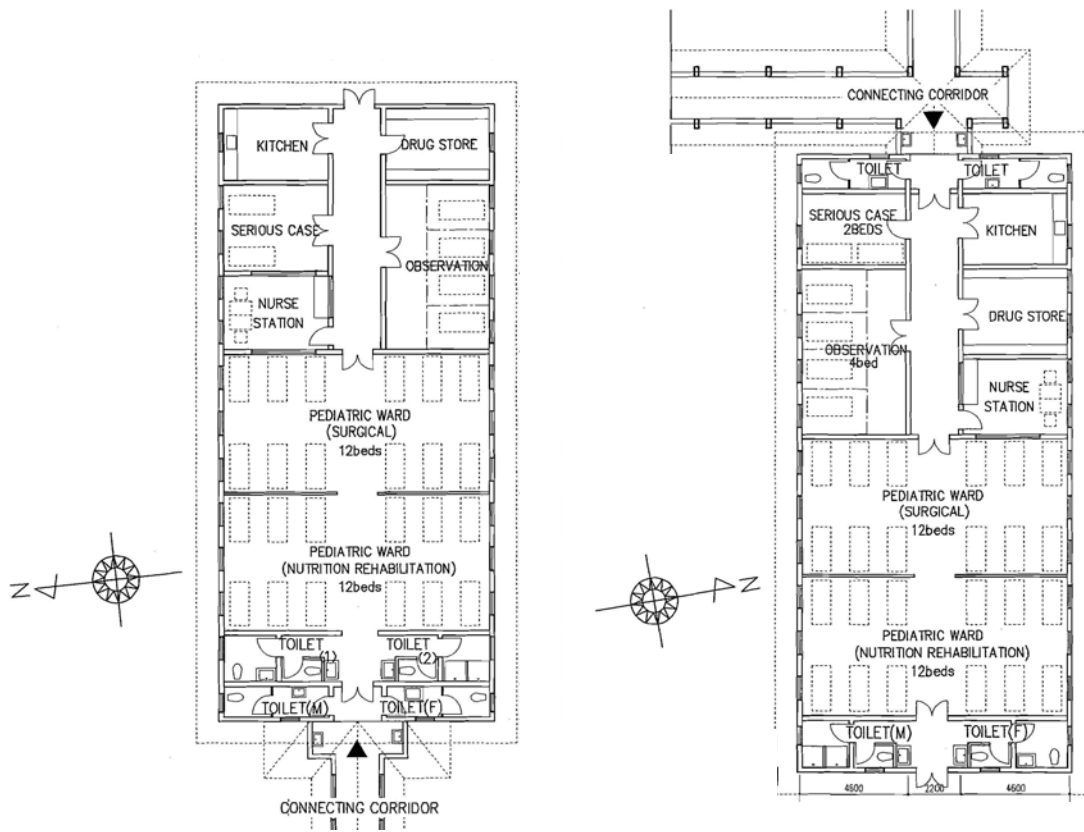 KITCHEN
DRUG STORE
SERIOUS CASE
OBSERVATION
NURSE
STATION
PEDIATRIC WARD
(SURGICAL)
12beds
PEDIATRIC WARD
(NUTRITION REHABILITATION)
12beds
N
TOILET
(1)
TOILET
(2)
TOILET(M)
TOILET(F)
CONNECTING CORRIDOR
CONNECTING CORRIDOR
TOILET
TOILET
SERIOUS CASE
2BEDS
KITCHEN
DRUG STORE
OBSERVATION
4bed
NURSE
STATION
PEDIATRIC WARD
(SURGICAL)
12beds
N
PEDIATRIC WARD
(NUTRITION REHABILITATION)
12beds
TOILET(M)
TOILET(F)
4600
2200
4600